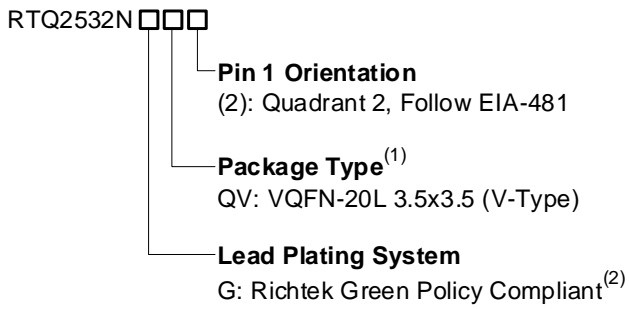 RTQ2532N □□□
Pin 1 Orientation
(2): Quadrant 2, Follow EIA-481
Package Type(1)
QV: VQFN-20L 3.5x3.5 (V-Type)
Lead Plating System
G: Richtek Green Policy Compliant(2)